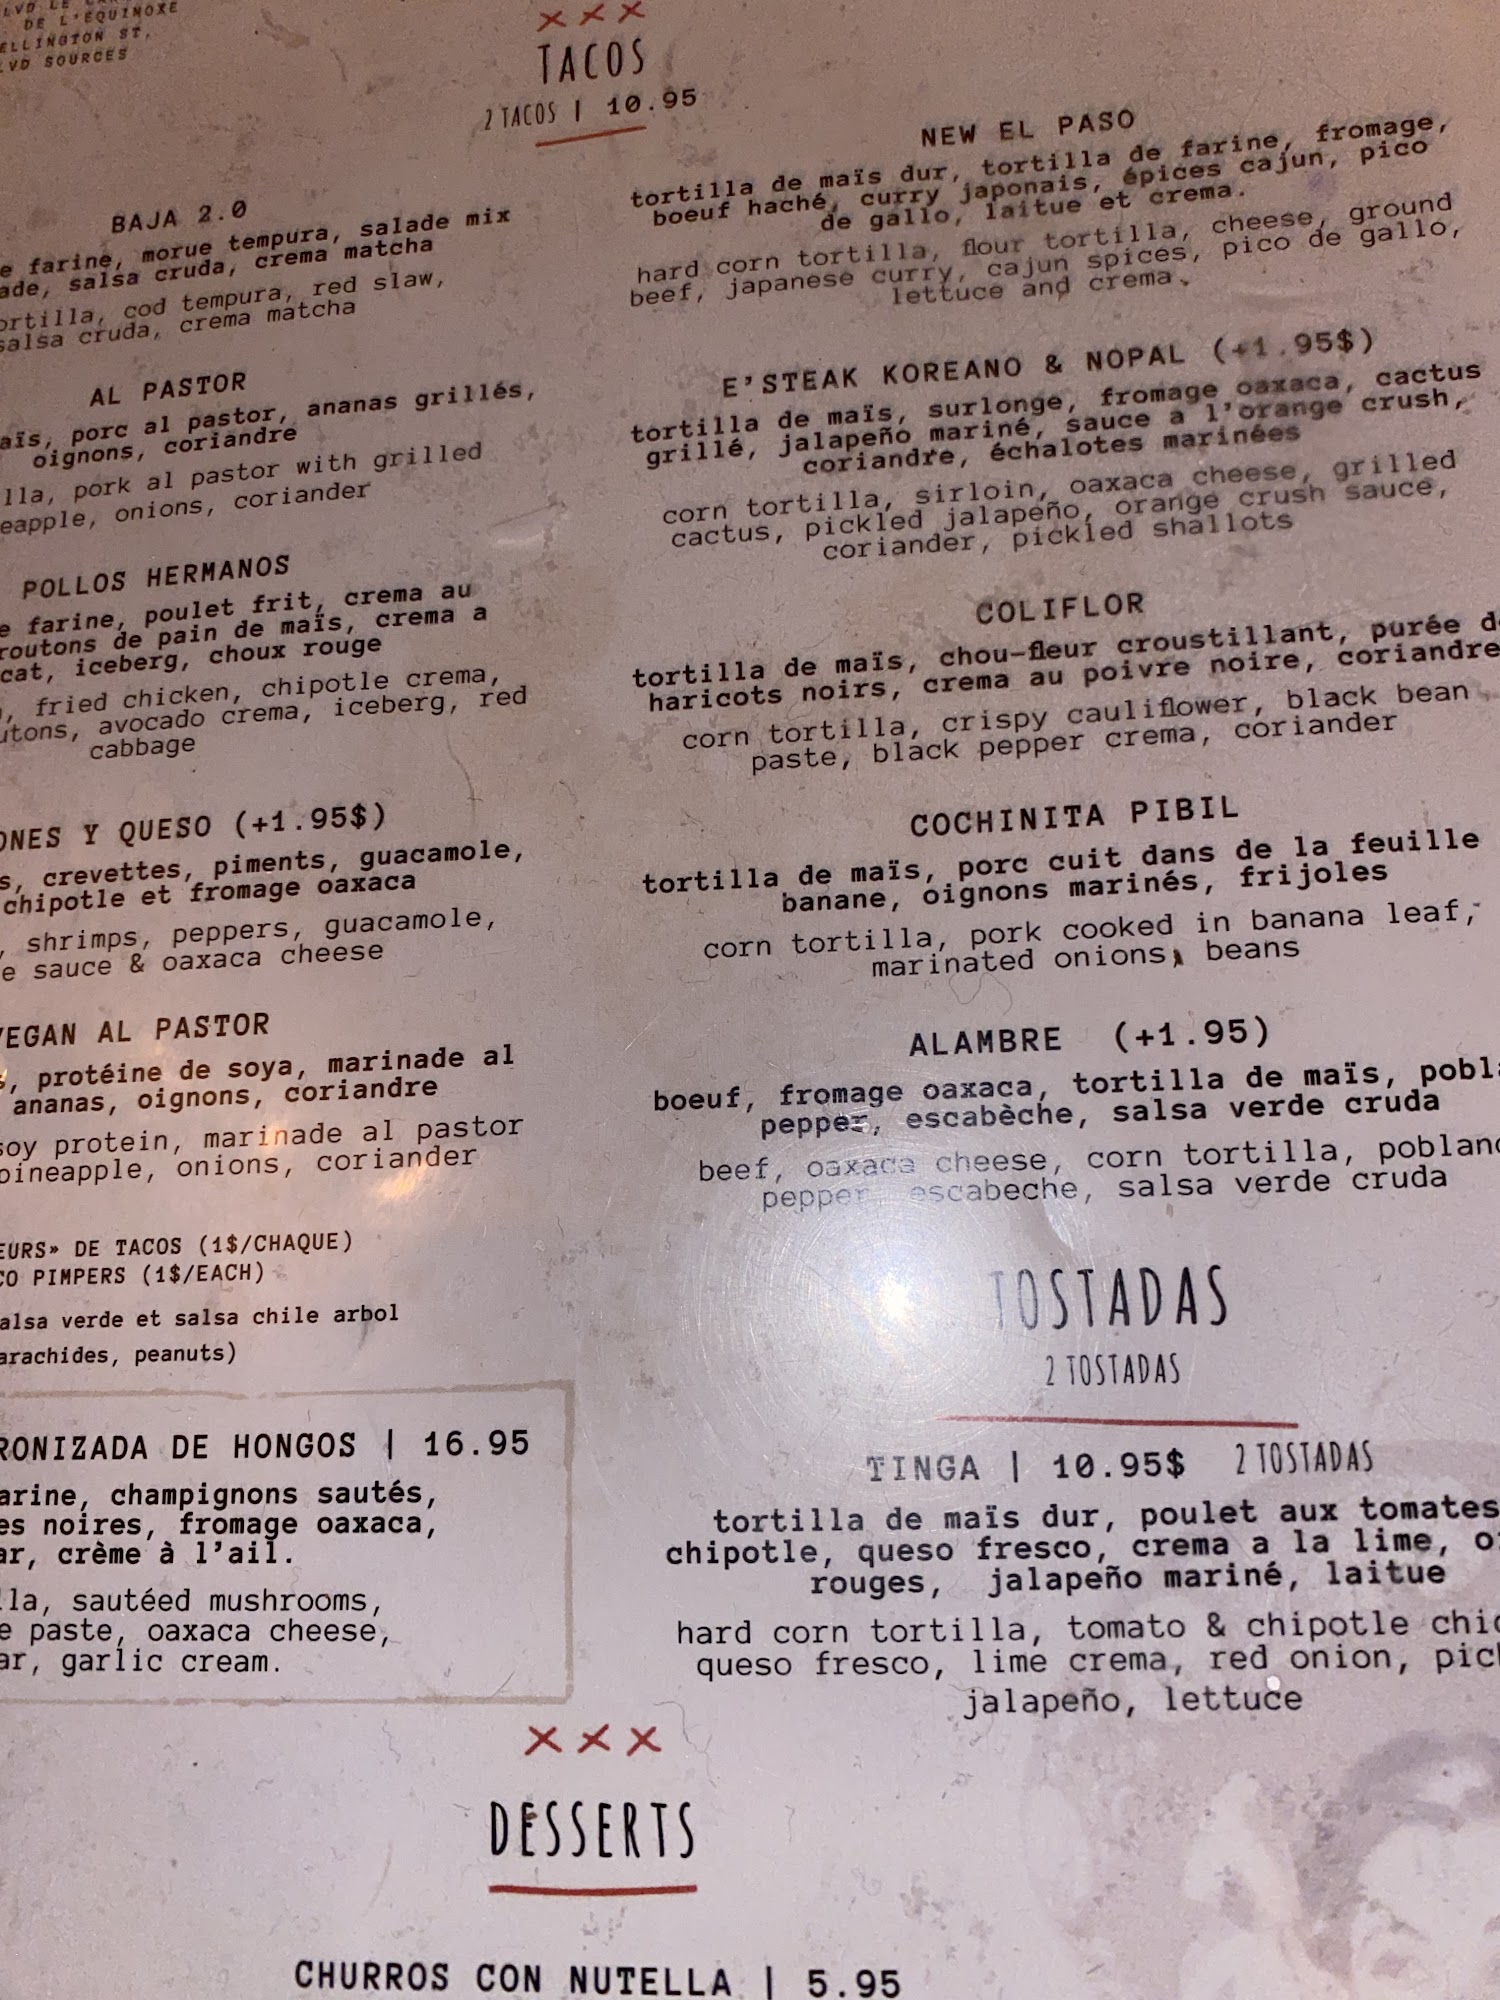 DE L'ÉQUINOXE
ST.
SOURCES
TACOS
2 TACOS | 10.95
BAJA 2.0
e farine, morue tempura, salade mix
ade, salsa cruda, crema matcha
ortilla, cod tempura, red slaw,
salsa cruda, crema matcha
AL PASTOR
aïs, porc al pastor, ananas grillés,
oignons, coriandre
lla, pork al pastor with grilled
eapple, onions, coriander
POLLOS HERMANOS
e farine, poulet frit, crema au
routons de pain de maïs, crema a
cat, iceberg, choux rouge
, fried chicken, chipotle crema,
utons, avocado crema, iceberg, red
cabbage
ONES Y QUESO (+1.95$)
s, crevettes, piments, guacamole,
chipotle et fromage oaxaca
, shrimps, peppers, guacamole,
e sauce & oaxaca cheese
VEGAN AL PASTOR
s, protéine de soya, marinade al
ananas, oignons, coriandre
soy protein, marinade al pastor
pineapple, onions, coriander
EURS» DE TACOS (1$/CHAQUE)
CO PIMPERS (1$/EACH)
alsa verde et salsa chile arbol
arachides, peanuts)
RONIZADA DE HONGOS | 16.95
arine, champignons sautés,
es noires, fromage oaxaca,
ar, crème à l'ail.
lla, sautéed mushrooms,
e paste, oaxaca cheese,
ar, garlic cream.
NEW EL PASO
tortilla de maïs dur, tortilla de farine, fromage,
boeuf haché, curry japonais, épices cajun, pico
de gallo, laitue et crema.
hard corn tortilla, flour tortilla, cheese, ground
beef, japanese curry, cajun spices, pico de gallo,
lettuce and crema.
E'STEAK KOREANO & NOPAL (+1.95$)
tortilla de maïs, surlonge, fromage oaxaca, cactus
grillé, jalapeño mariné, sauce a l'orange crush,
coriandre, échalotes marinées
corn tortilla, sirloin, oaxaca cheese, grilled
cactus, pickled jalapeño, orange crush sauce,
coriander, pickled shallots
COLIFLOR
tortilla de maïs, chou-fleur croustillant, purée d
haricots noirs, crema au poivre noire, coriandre
corn tortilla, crispy cauliflower, black bean
paste, black pepper crema, coriander
COCHINITA PIBIL
tortilla de maïs, porc cuit dans de la feuille
banane, oignons marinés, frijoles
corn tortilla, pork cooked in banana leaf,
marinated onions, beans
ALAMBRE (+1.95)
boeuf, fromage oaxaca, tortilla de maïs, pobla
pepper, escabèche, salsa verde cruda
beef, oaxaca cheese, corn tortilla, poblano
pepper, escabeche, salsa verde cruda
TOSTADAS
2 TOSTADAS
TINGA | 10.95$ 2 TOSTADAS
tortilla de maïs dur, poulet aux tomates
chipotle, queso fresco, crema a la lime, o
rouges, jalapeño mariné, laitue
hard corn tortilla, tomato & chipotle chic
queso fresco, lime crema, red onion, pic
jalapeño, lettuce
DESSERTS
CHURROS CON NUTELLA | 5.95